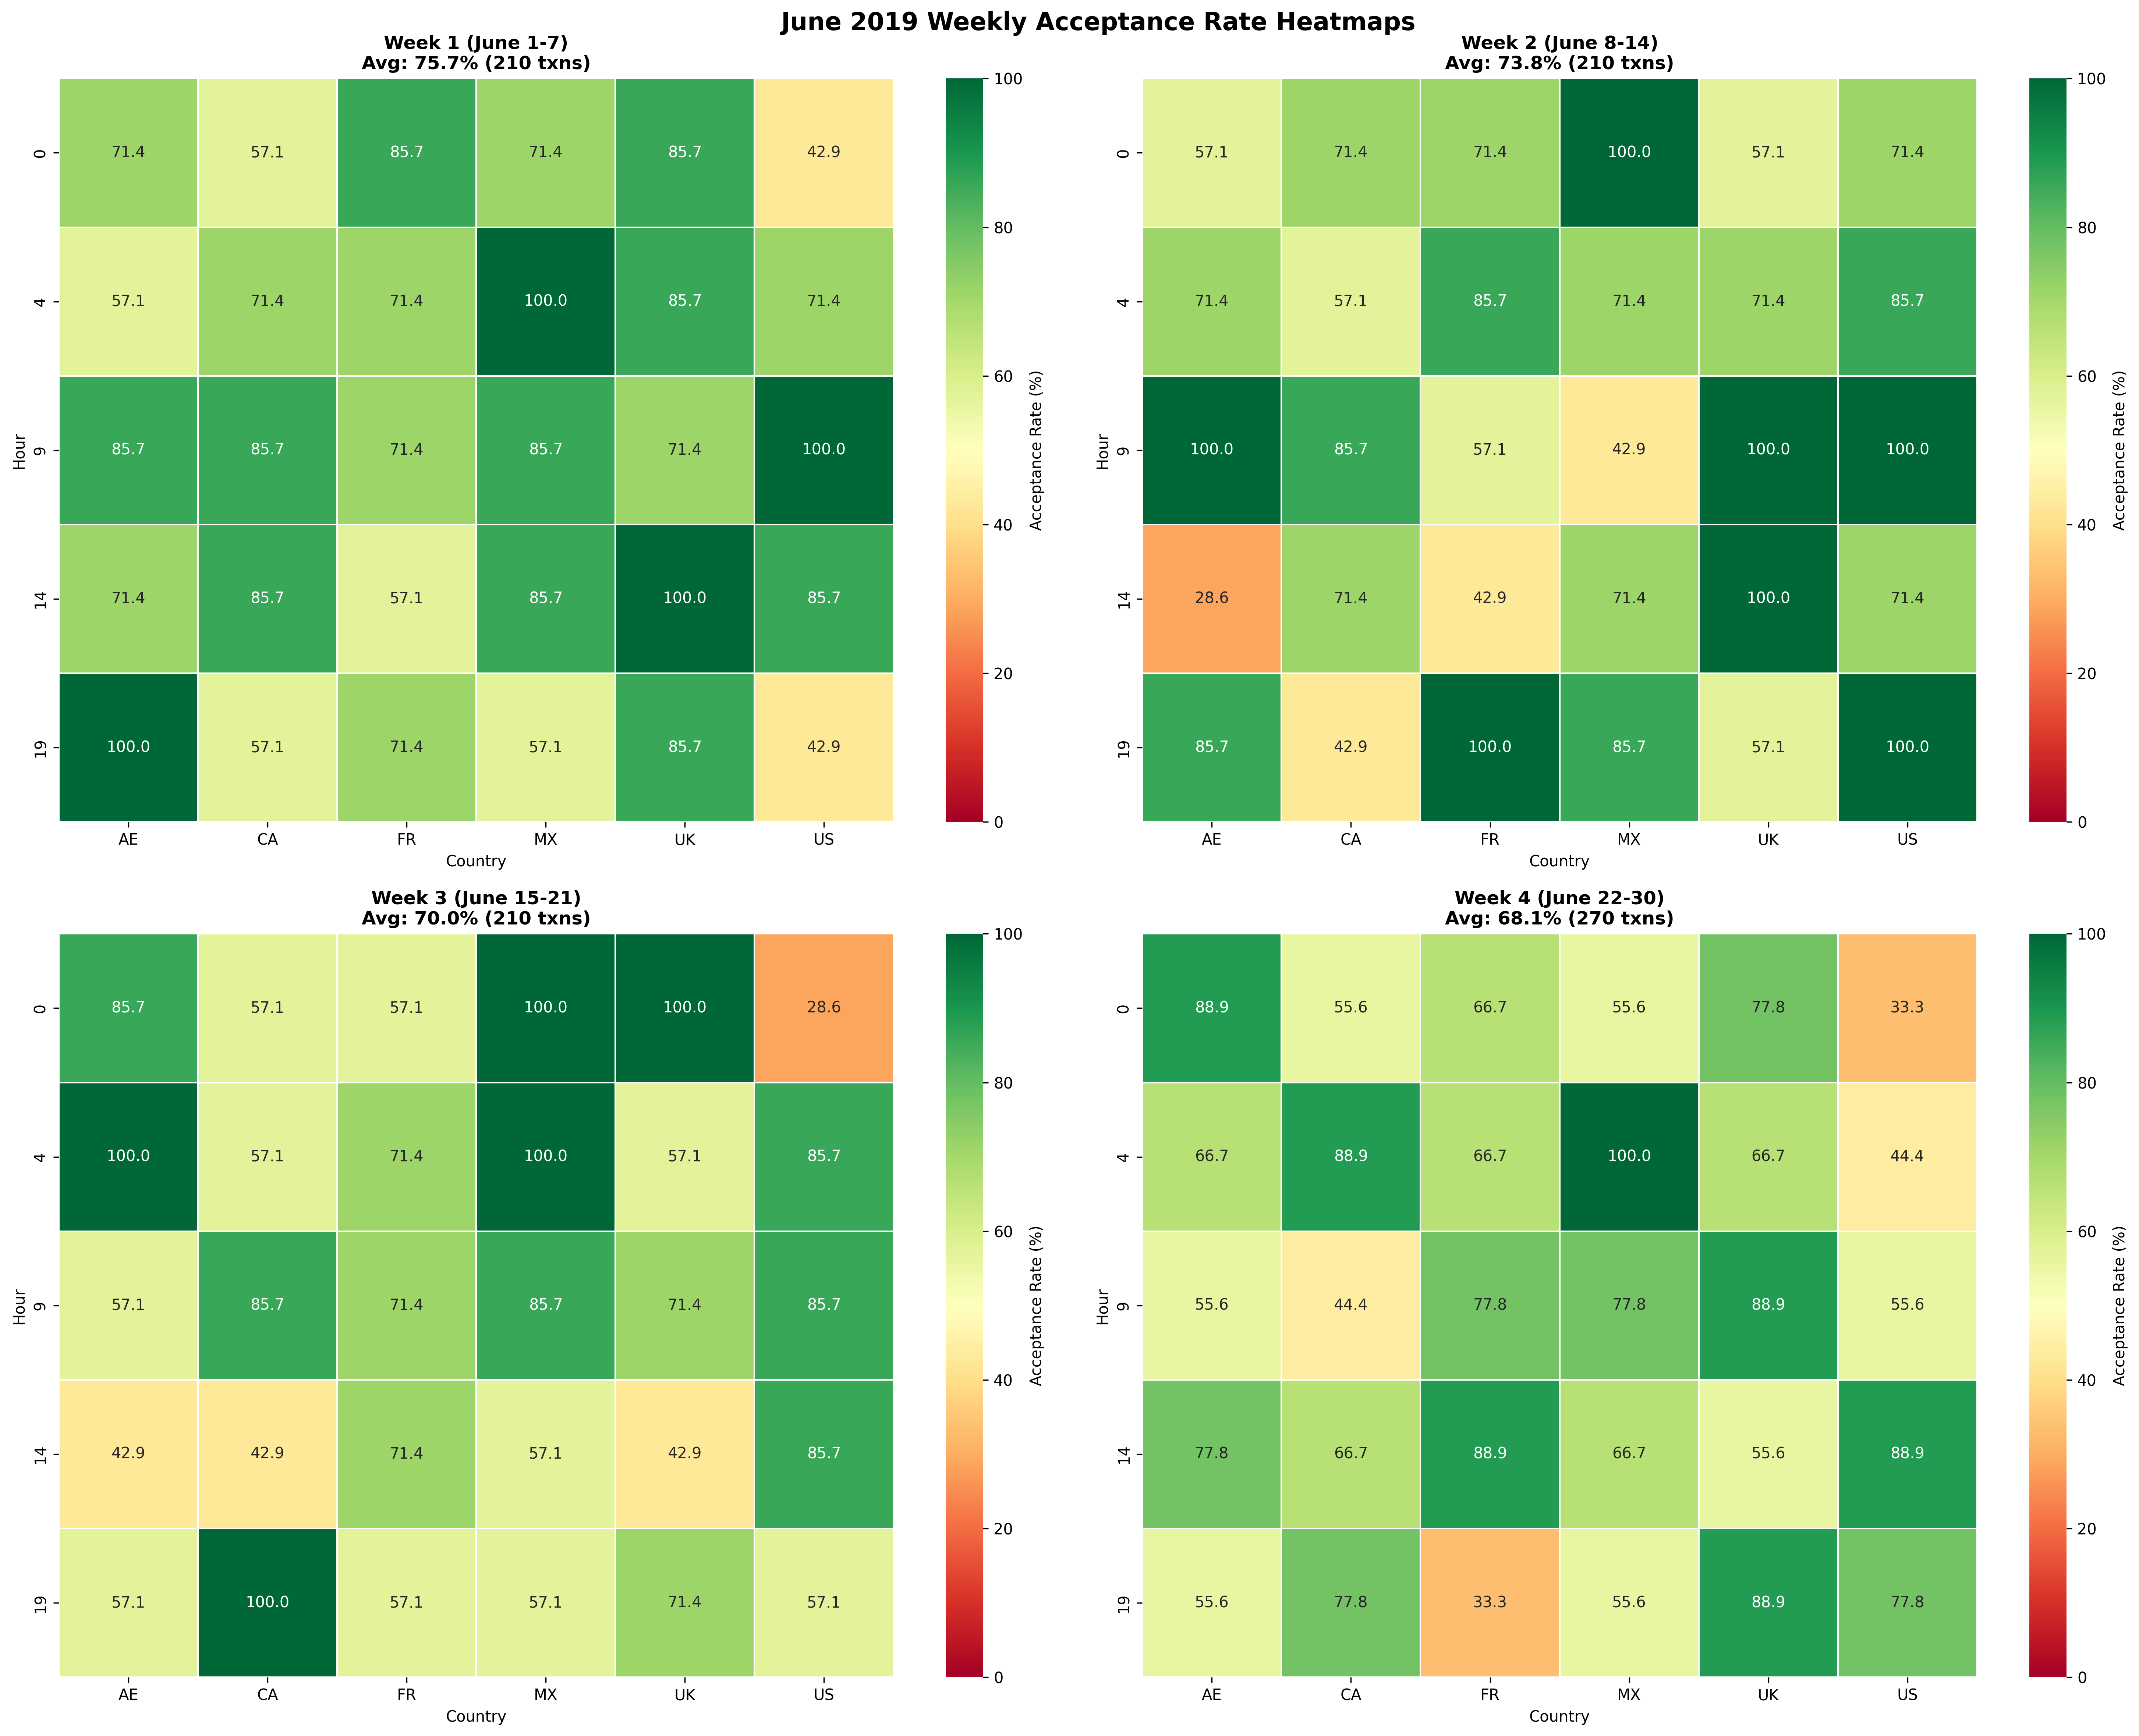 June 2019 Weekly Acceptance Rate Heatmaps
Week 1 (June 1-7)
Avg: 75.7% (210 txns)
Hour
0 71.4 57.1 85.7 71.4 85.7 42.9
4 57.1 71.4 71.4 100.0 85.7 71.4
9 85.7 85.7 71.4 85.7 71.4 100.0
14 71.4 85.7 57.1 85.7 100.0 85.7
19 100.0 57.1 71.4 57.1 85.7 42.9
AE CA FR MX UK US
Country
100
80
60
40
20
0
Acceptance Rate (%)
Week 2 (June 8-14)
Avg: 73.8% (210 txns)
Hour
0 57.1 71.4 71.4 100.0 57.1 71.4
4 71.4 57.1 85.7 71.4 71.4 85.7
9 100.0 85.7 57.1 42.9 100.0 100.0
14 28.6 71.4 42.9 71.4 100.0 71.4
19 85.7 42.9 100.0 85.7 57.1 100.0
AE CA FR MX UK US
Country
100
80
60
40
20
0
Acceptance Rate (%)
Week 3 (June 15-21)
Avg: 70.0% (210 txns)
Hour
0 85.7 57.1 57.1 100.0 100.0 28.6
4 100.0 57.1 71.4 100.0 57.1 85.7
9 57.1 85.7 71.4 85.7 71.4 85.7
14 42.9 42.9 71.4 57.1 42.9 85.7
19 57.1 100.0 57.1 57.1 71.4 57.1
AE CA FR MX UK US
Country
100
80
60
40
20
0
Acceptance Rate (%)
Week 4 (June 22-30)
Avg: 68.1% (270 txns)
Hour
0 88.9 55.6 66.7 55.6 77.8 33.3
4 66.7 88.9 66.7 100.0 66.7 44.4
9 55.6 44.4 77.8 77.8 88.9 55.6
14 77.8 66.7 88.9 66.7 55.6 88.9
19 55.6 77.8 33.3 55.6 88.9 77.8
AE CA FR MX UK US
Country
100
80
60
40
20
0
Acceptance Rate (%)